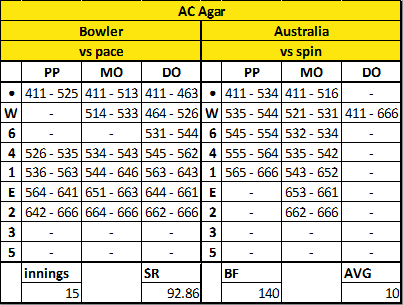 AC Agar
Bowler Australia
vs pace vs spin
PP MO DO PP MO DO
• 411 - 525 411 - 513 411 - 463 • 411 - 534 411 - 516 -
W - 514 - 533 464 - 526 W 535 - 544 521 - 531 411 - 666
6 - - 531 - 544 6 545 - 554 532 - 534
4 526 - 535 534 - 543 545 - 562 4 555 - 564 535 - 542
1 536 - 563 544 - 646 563 - 643 1 565 - 666 543 - 652
E 564 - 641 651 - 663 644 - 661 E - 653 - 661
2 642 - 666 664 - 666 662 - 666 2 - 662 - 666
3 - - - 3 - -
5 - - - 5 - -
innings SR BF AVG
15 92.86 140 10